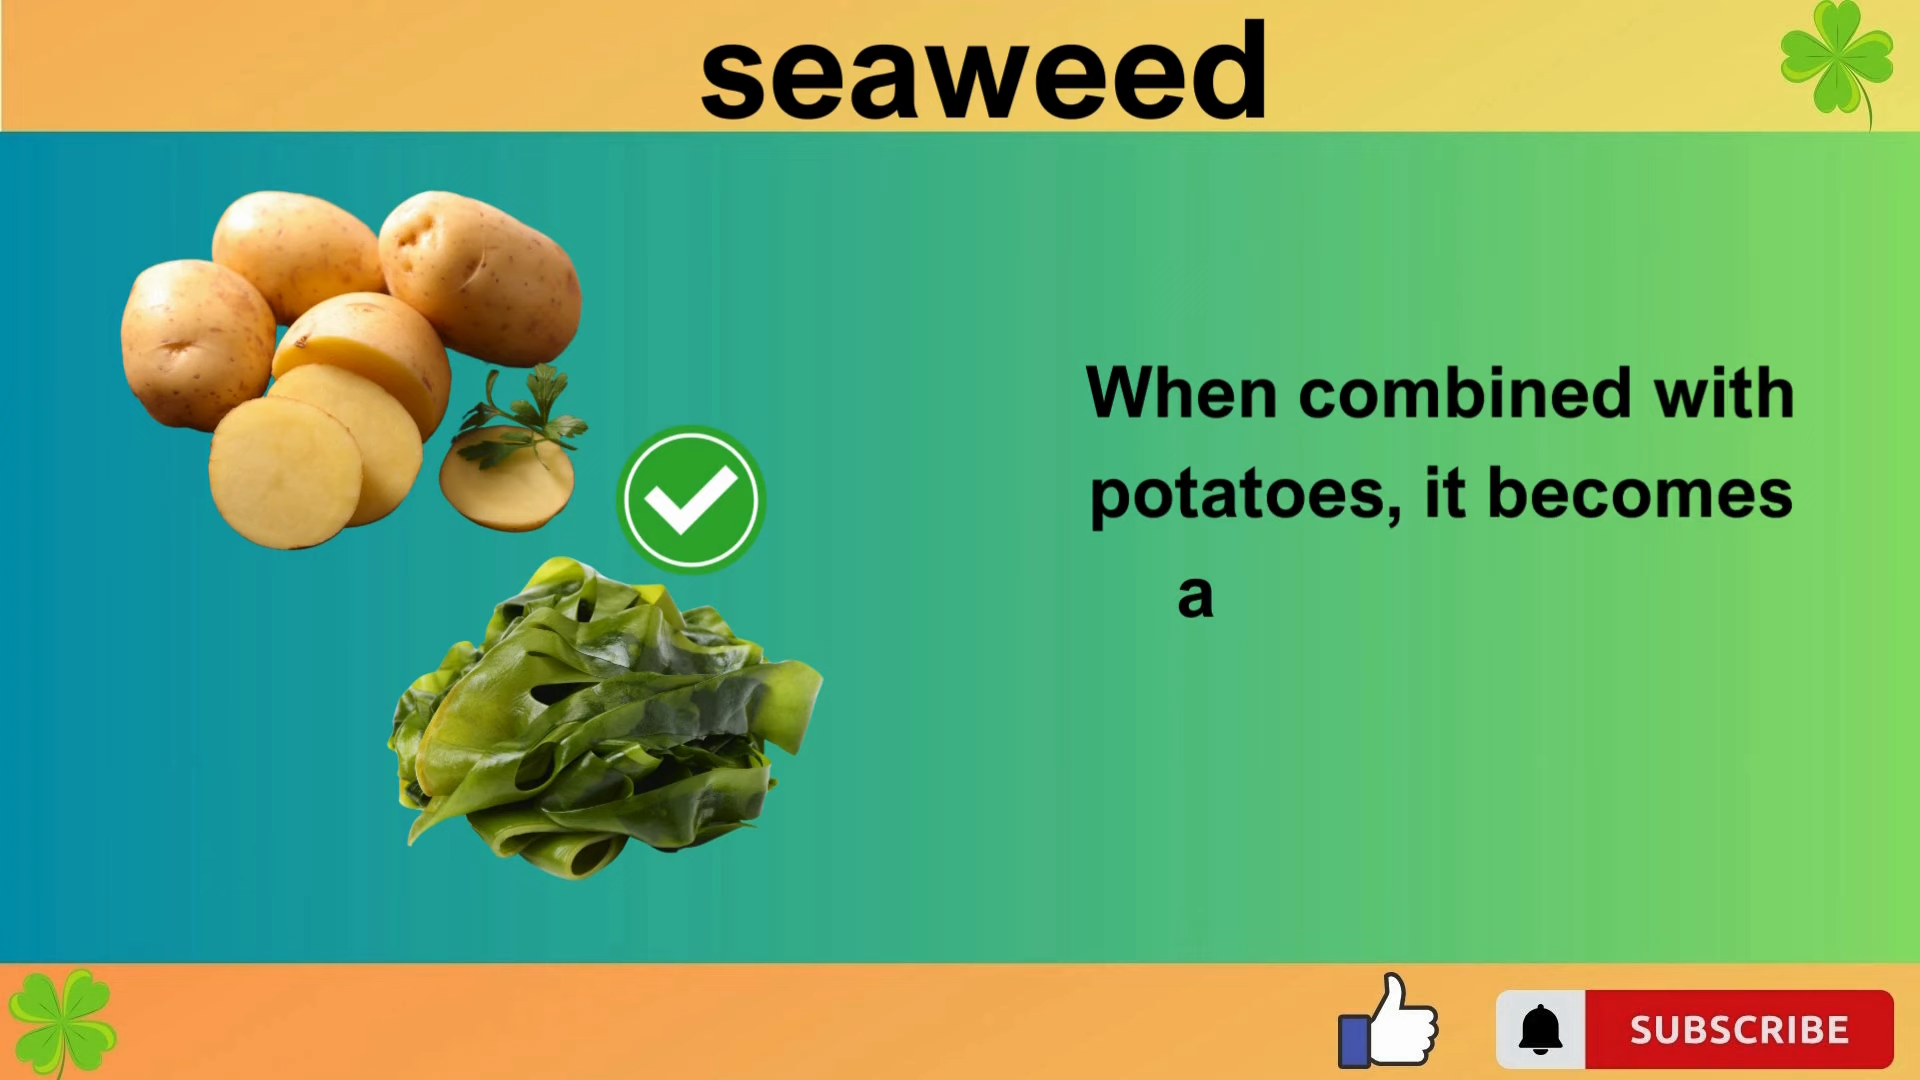 seaweed
When combined with
potatoes, it becomes
a
SUBSCRIBE